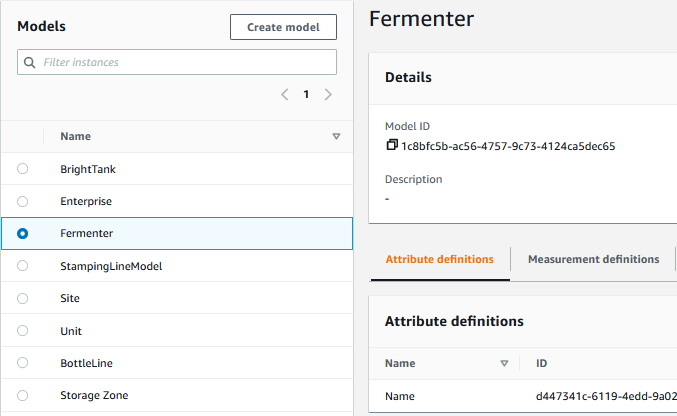 Models
Create model
Filter instances
1
Name
BrightTank
Enterprise
Fermenter
StampingLineModel
Site
Unit
BottleLine
Storage Zone
Fermenter
Details
Model ID
1c8bfc5b-ac56-4757-9c73-4124ca5dec65
Description
-
Attribute definitions
Measurement definitions
Attribute definitions
Name
ID
Name
d447341c-6119-4edd-9a02